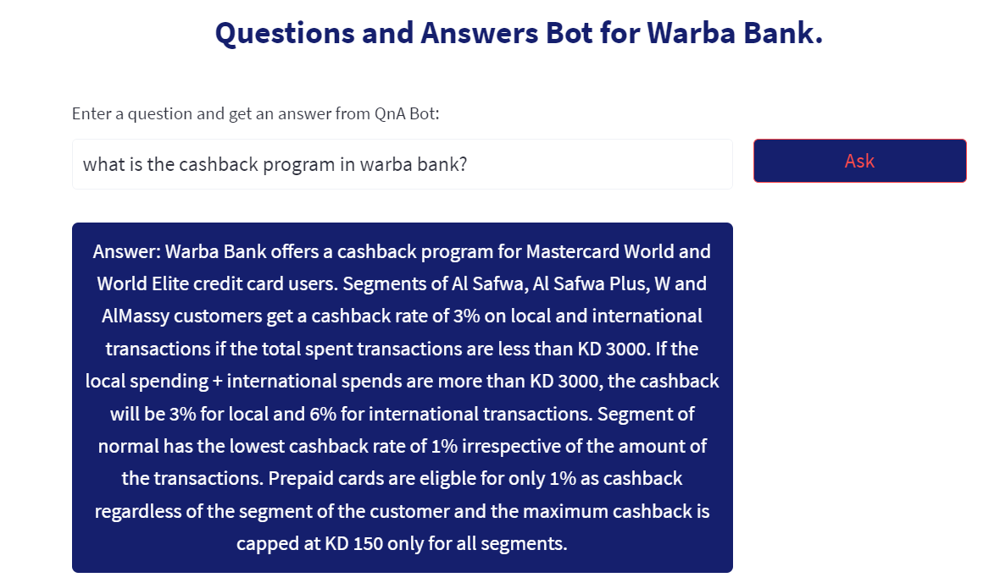 Questions and Answers Bot for Warba Bank.
Enter a question and get an answer from QnA Bot:
what is the cashback program in warba bank?
Ask
Answer: Warba Bank offers a cashback program for Mastercard World and
World Elite credit card users. Segments of Al Safwa, Al Safwa Plus, W and
AlMassy customers get a cashback rate of 3% on local and international
transactions if the total spent transactions are less than KD 3000. If the
local spending + international spends are more than KD 3000, the cashback
will be 3% for local and 6% for international transactions. Segment of
normal has the lowest cashback rate of 1% irrespective of the amount of
the transactions. Prepaid cards are eligble for only 1% as cashback
regardless of the segment of the customer and the maximum cashback is
capped at KD 150 only for all segments.